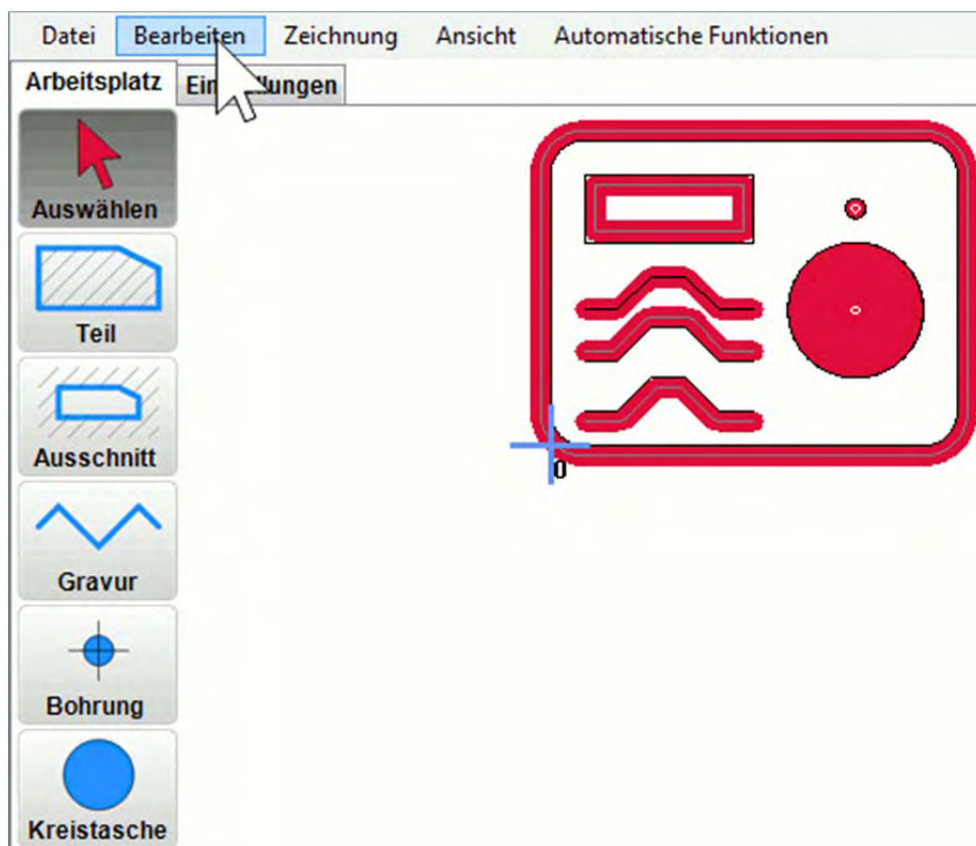 Datei Bearbeiten Zeichnung Ansicht Automatische Funktionen
Arbeitsplatz
Auswählen
Teil
Ausschnitt
Gravur
Bohrung
Kreistasche
0